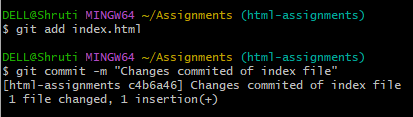 DELL@Shruti MINGW64 ~/Assignments (html-assignments)
$ git add index.html
DELL@Shruti MINGW64 ~/Assignments (html-assignments)
$ git commit -m "Changes commited of index file"
[html-assignments c4b6a46] Changes commited of index file
 1 file changed, 1 insertion(+)